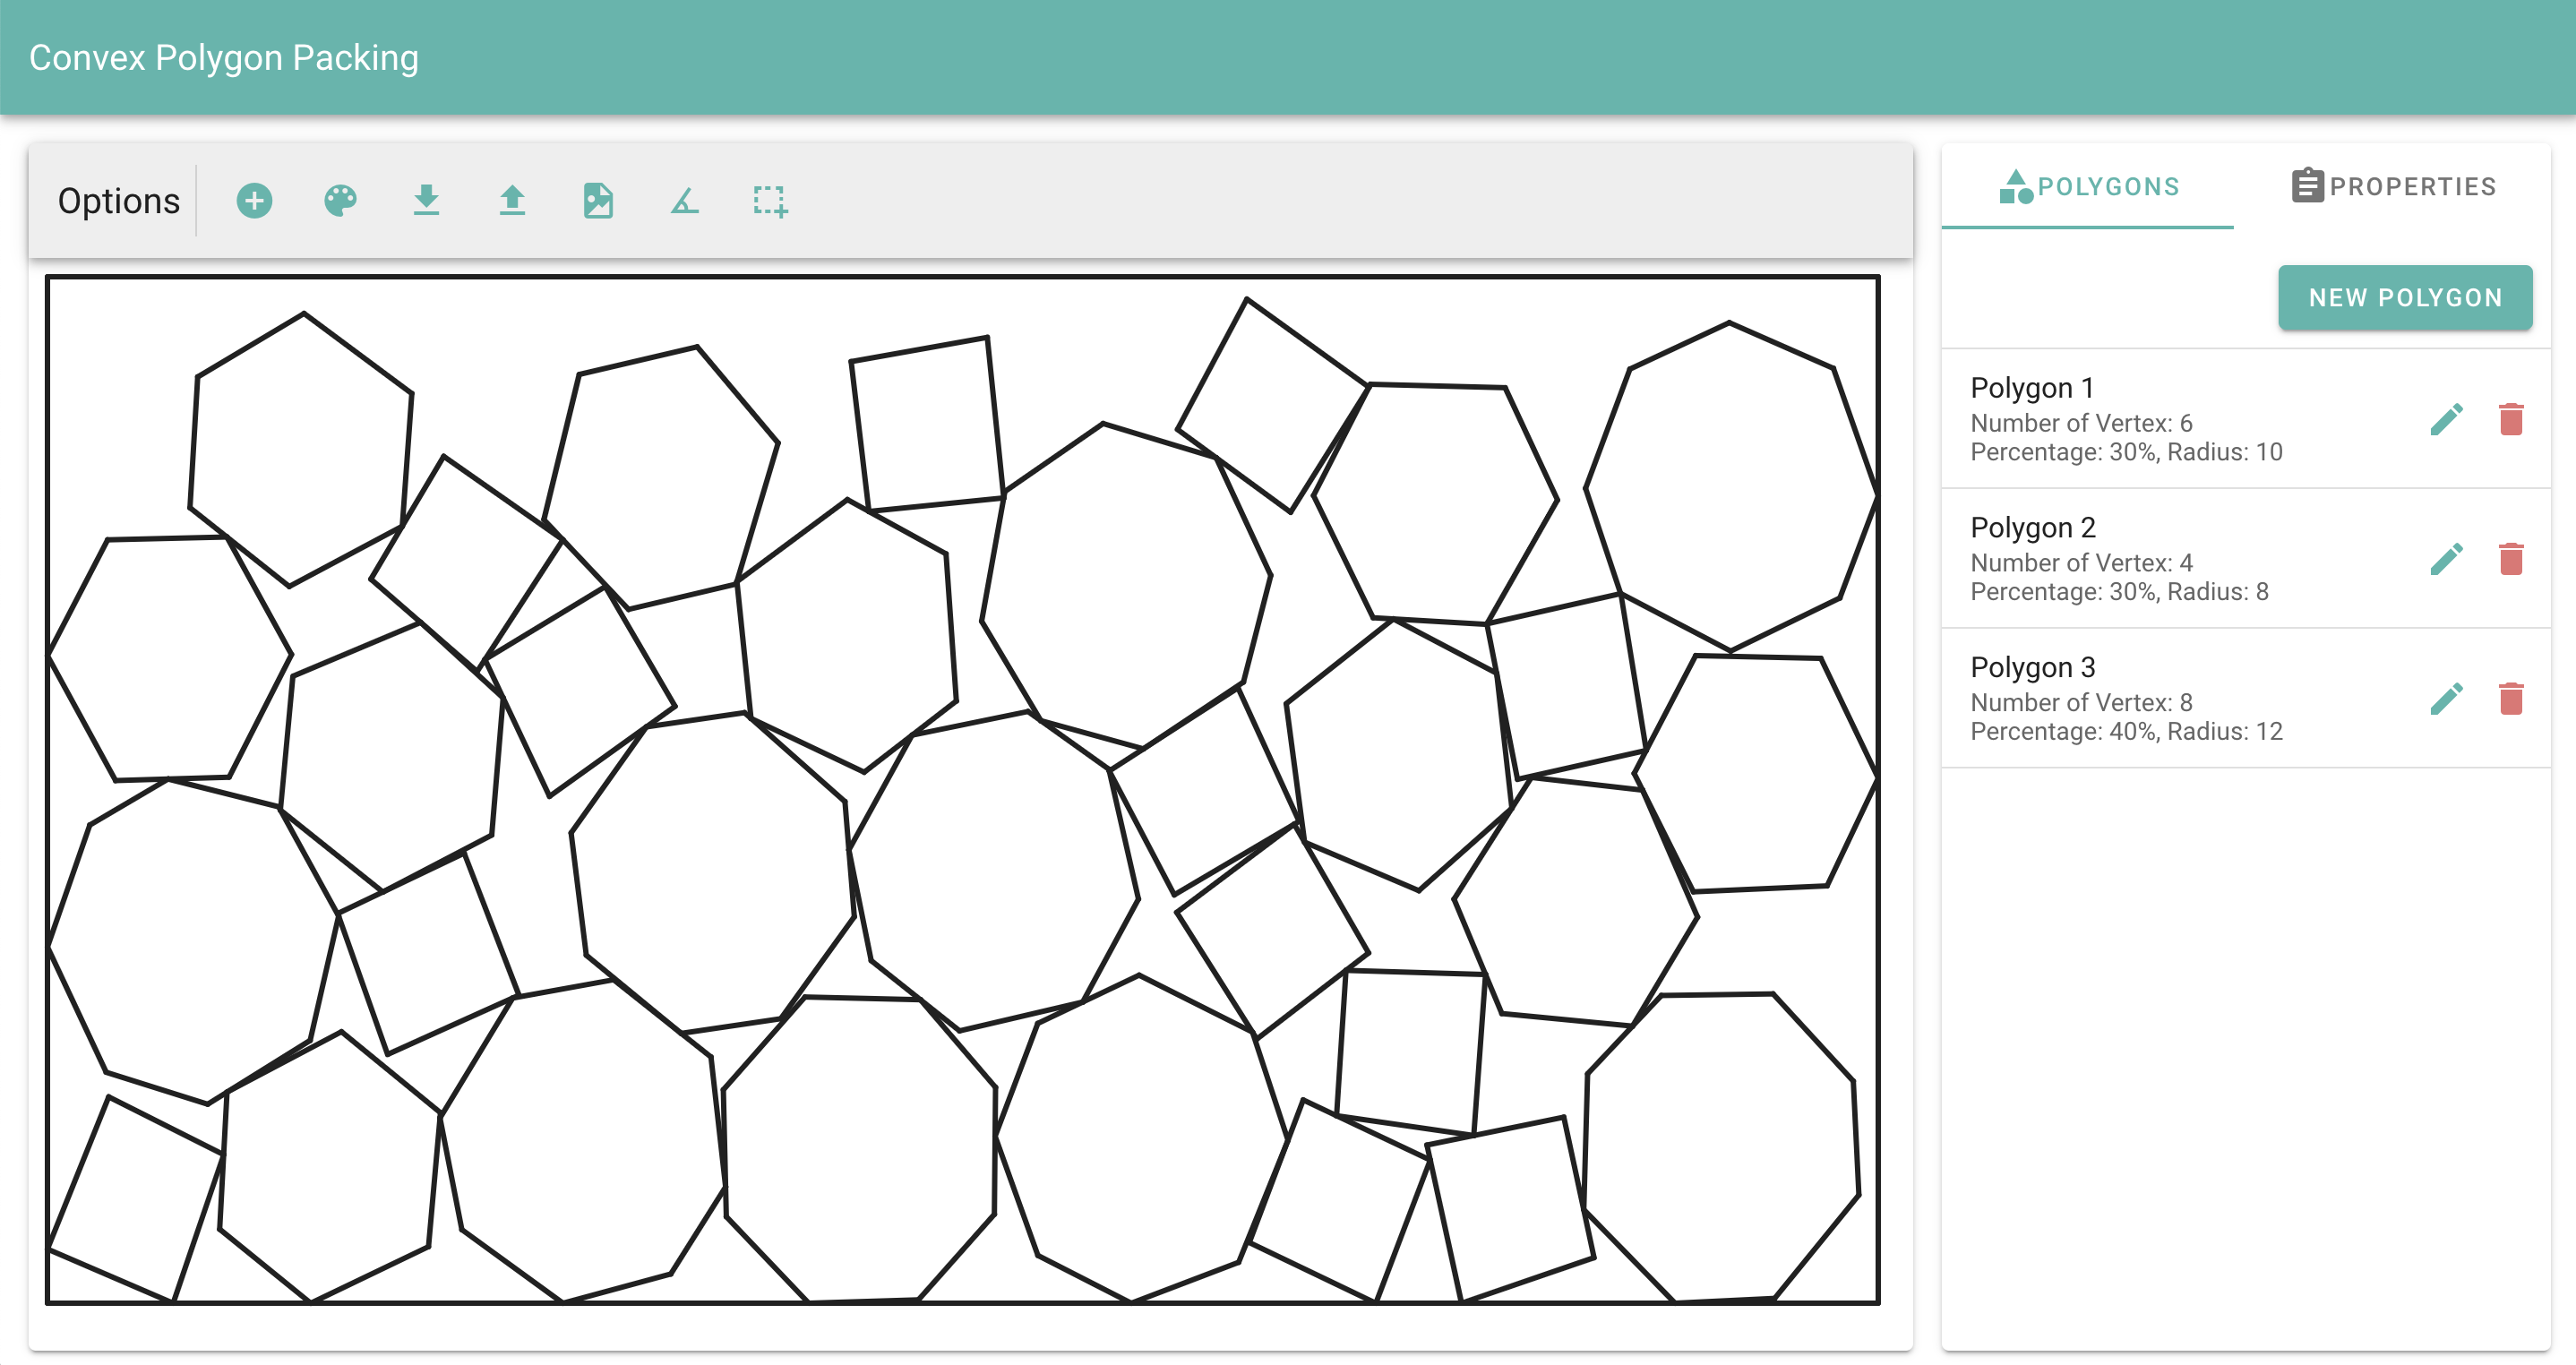 Convex Polygon Packing
Options
POLYGONS
PROPERTIES
NEW POLYGON
Polygon 1
Number of Vertex: 6
Percentage: 30%, Radius: 10
Polygon 2
Number of Vertex: 4
Percentage: 30%, Radius: 8
Polygon 3
Number of Vertex: 8
Percentage: 40%, Radius: 12